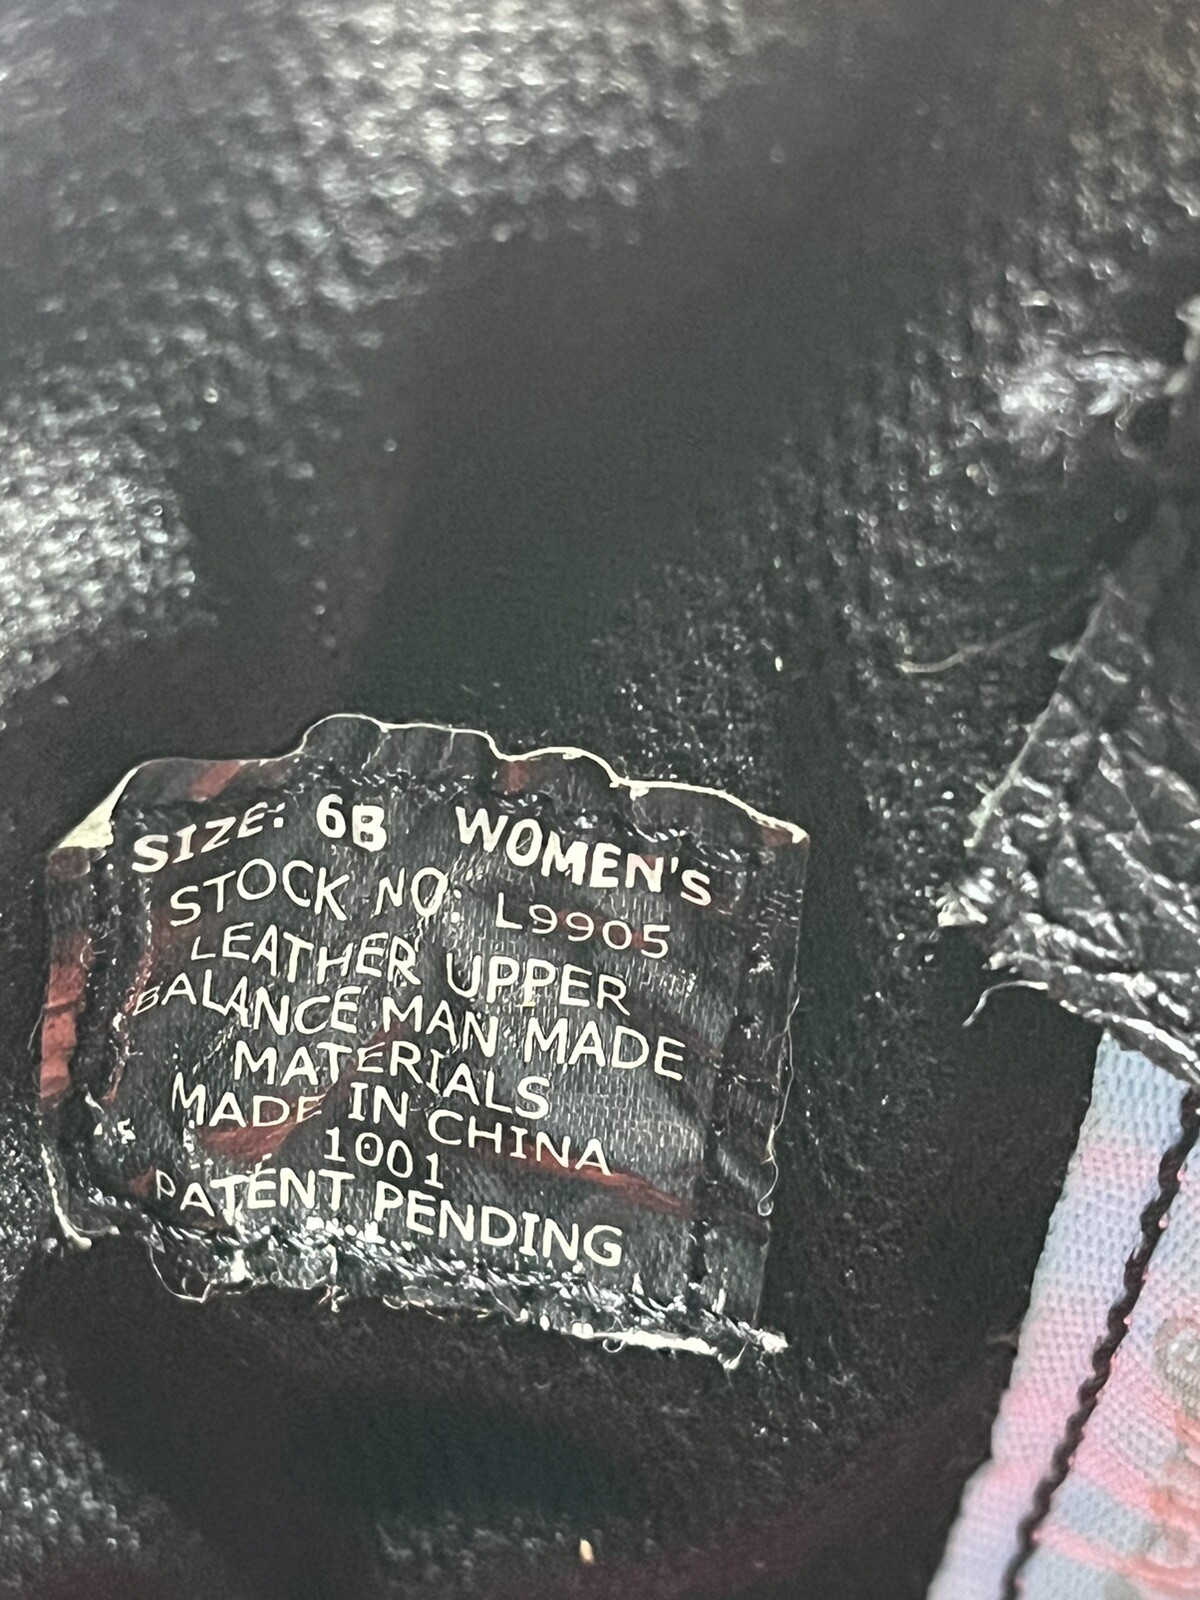 SIZE: 6B WOMEN'S
STOCK NO: L9905
LEATHER UPPER
BALANCE MAN MADE
MATERIALS
MADE IN CHINA
1001
PATENT PENDING